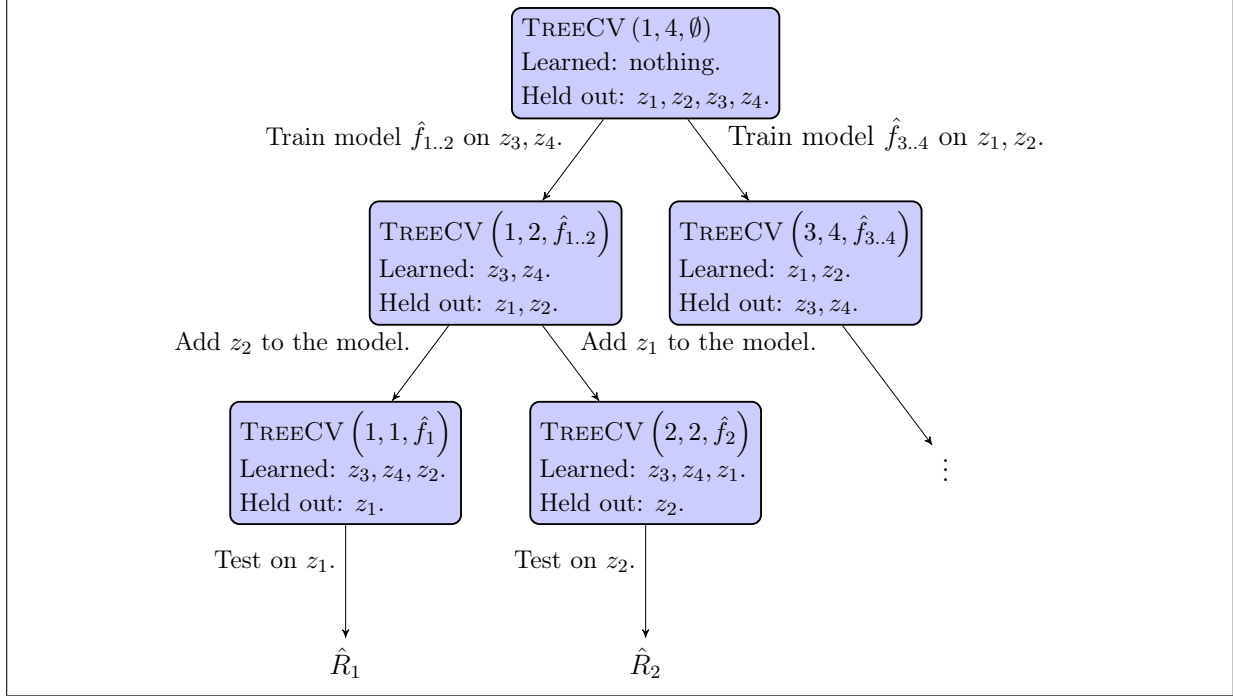 TREECV (1, 4, ∅)
Learned: nothing.
Held out: z₁, z₂, z₃, z₄.
Train model f̂₁..₂ on z₃, z₄.
Train model f̂₃..₄ on z₁, z₂.
TREECV (1, 2, f̂₁..₂)
Learned: z₃, z₄.
Held out: z₁, z₂.
TREECV (3, 4, f̂₃..₄)
Learned: z₁, z₂.
Held out: z₃, z₄.
Add z₂ to the model.
Add z₁ to the model.
TREECV (1, 1, f̂₁)
Learned: z₃, z₄, z₂.
Held out: z₁.
TREECV (2, 2, f̂₂)
Learned: z₃, z₄, z₁.
Held out: z₂.
⋮
Test on z₁.
Test on z₂.
R̂₁
R̂₂